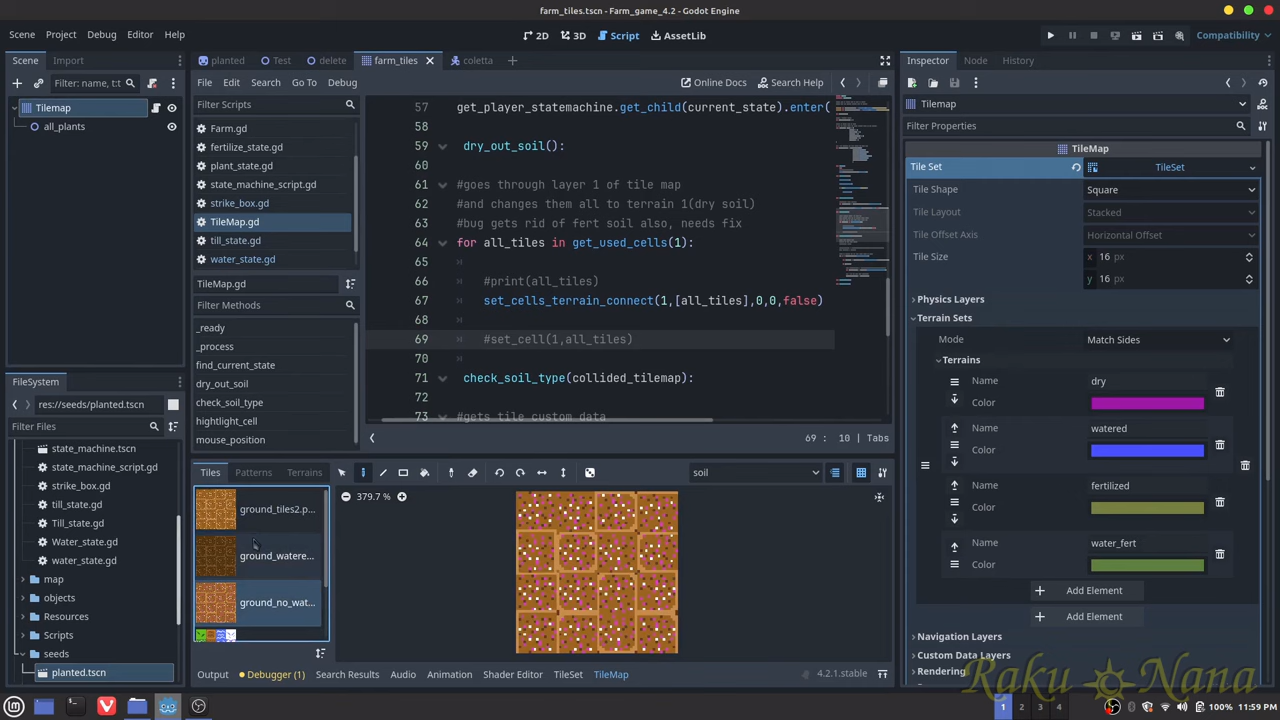 farm_tiles.tscn - Farm_game_4.2 - Godot Engine
Scene Project Debug Editor Help
2D 3D Script AssetLib
Compatibility
Scene Import
planted Test delete farm_tiles coletta
Inspector Node History
Filter: name, t:t
File Edit Search Go To Debug
Online Docs Search Help
Tilemap
all_plants
Filter Scripts
Farm.gd
fertilize_state.gd
plant_state.gd
state_machine_script.gd
strike_box.gd
TileMap.gd
till_state.gd
water_state.gd
TileMap.gd
Filter Methods
_ready
_process
find_current_state
dry_out_soil
check_soil_type
hightlight_cell
mouse_position
57 get_player_statemachine.get_child(current_state).enter(
58
59 dry_out_soil():
60
61 #goes through layer 1 of tile map
62 #and changes them all to terrain 1(dry soil)
63 #bug gets rid of fert soil also, needs fix
64 for all_tiles in get_used_cells(1):
65
66 #print(all_tiles)
67 set_cells_terrain_connect(1,[all_tiles],0,0,false)
68
69 #set_cell(1,all_tiles)
70
71 check_soil_type(collided_tilemap):
72
73 #gets tile custom data
69 : 10 | Tabs
Tilemap
Filter Properties
TileMap
Tile Set TileSet
Tile Shape Square
Tile Layout Stacked
Tile Offset Axis Horizontal Offset
Tile Size x 16 px
y 16 px
Physics Layers
Terrain Sets
Mode Match Sides
Terrains
Name dry
Color
Name watered
Color
Name fertilized
Color
Name water_fert
Color
Add Element
Add Element
Navigation Layers
Custom Data Layers
Rendering
FileSystem
res://seeds/planted.tscn
Filter Files
state_machine.tscn
state_machine_script.gd
strike_box.gd
till_state.gd
Till_state.gd
Water_state.gd
water_state.gd
map
objects
Resources
Scripts
seeds
planted.tscn
Tiles Patterns Terrains
soil
ground_tiles2.p...
ground_watere...
ground_no_wat...
379.7 %
Output Debugger (1) Search Results Audio Animation Shader Editor TileSet TileMap
4.2.1.stable
Raku Nana
1 2 3 4
100% 11:59 PM